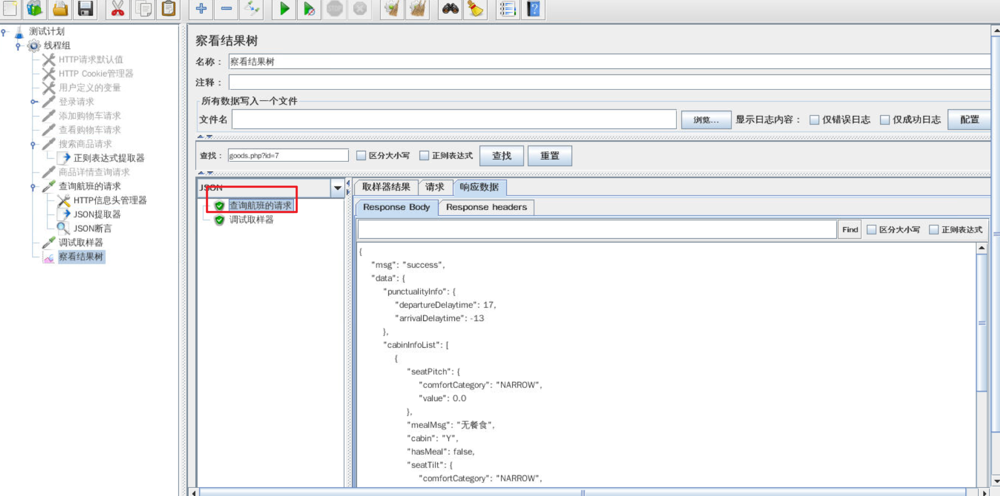 STOP
测试计划
线程组
HTTP请求默认值
HTTP Cookie管理器
用户定义的变量
登录请求
添加购物车请求
查看购物车请求
搜索商品请求
正则表达式提取器
商品详情查询请求
查询航班的请求
HTTP信息头管理器
JSON提取器
JSON断言
调试取样器
察看结果树
察看结果树
名称： 察看结果树
注释：
所有数据写入一个文件
文件名 浏览... 显示日志内容： 仅错误日志 仅成功日志 配置
查找： goods.php?id=7 区分大小写 正则表达式 查找 重置
JSON
查询航班的请求
调试取样器
取样器结果 请求 响应数据
Response Body Response headers
Find 区分大小写 正则表达式
{
"msg": "success",
"data": {
"punctualityInfo": {
"departureDelaytime": 17,
"arrivalDelaytime": -13
},
"cabinInfoList": [
{
"seatPitch": {
"comfortCategory": "NARROW",
"value": 0.0
},
"mealMsg": "无餐食",
"cabin": "Y",
"hasMeal": false,
"seatTilt": {
"comfortCategory": "NARROW",